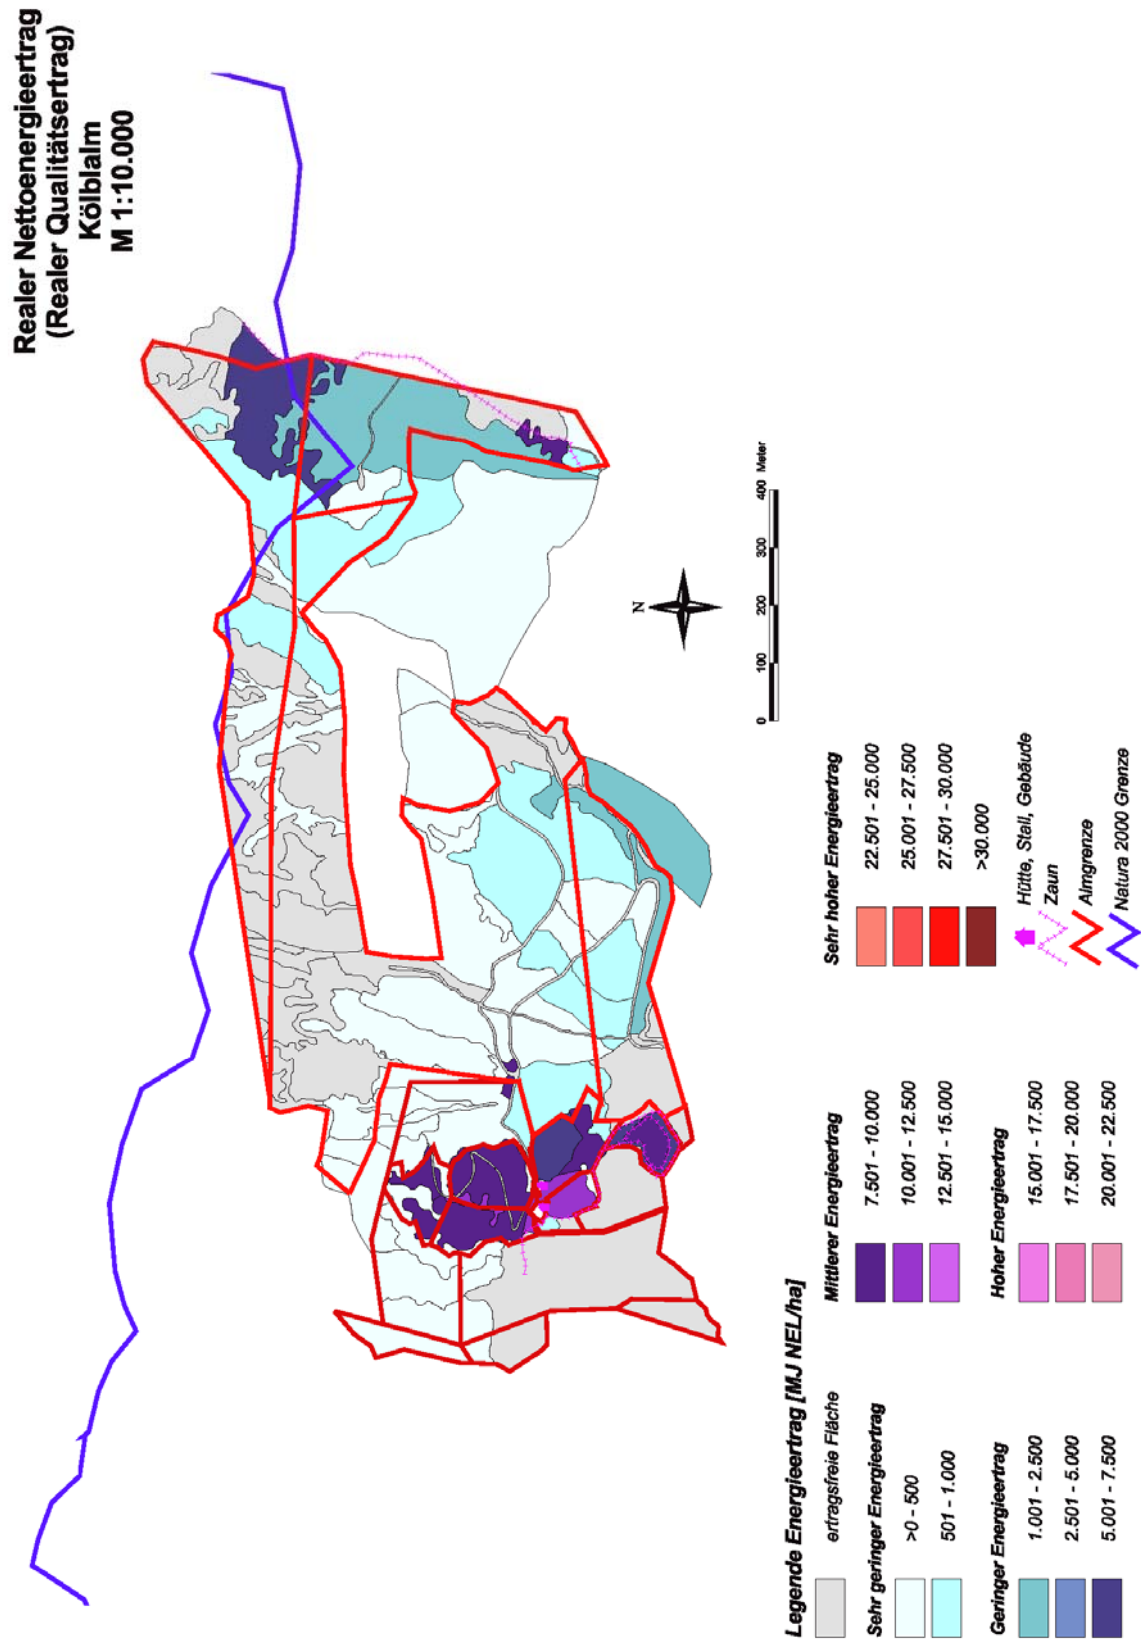 Realer Nettoenergieertrag
(Realer Qualitätsertrag)
Kölblalm
M 1:10.000
N
0 100 200 300 400 Meter
Legende Energieertrag [MJ NEL/ha]
ertragsfreie Fläche
Sehr geringer Energieertrag
>0 - 500
501 - 1.000
Geringer Energieertrag
1.001 - 2.500
2.501 - 5.000
5.001 - 7.500
Mittlerer Energieertrag
7.501 - 10.000
10.001 - 12.500
12.501 - 15.000
Hoher Energieertrag
15.001 - 17.500
17.501 - 20.000
20.001 - 22.500
Sehr hoher Energieertrag
22.501 - 25.000
25.001 - 27.500
27.501 - 30.000
>30.000
Hütte, Stall, Gebäude
Zaun
Almgrenze
Natura 2000 Grenze